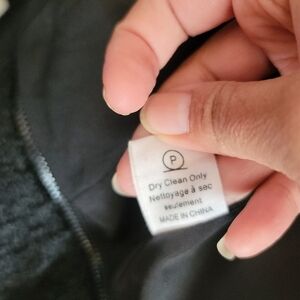 P
Dry Clean Only
Nettoyage à sec
seulement
MADE IN CHINA